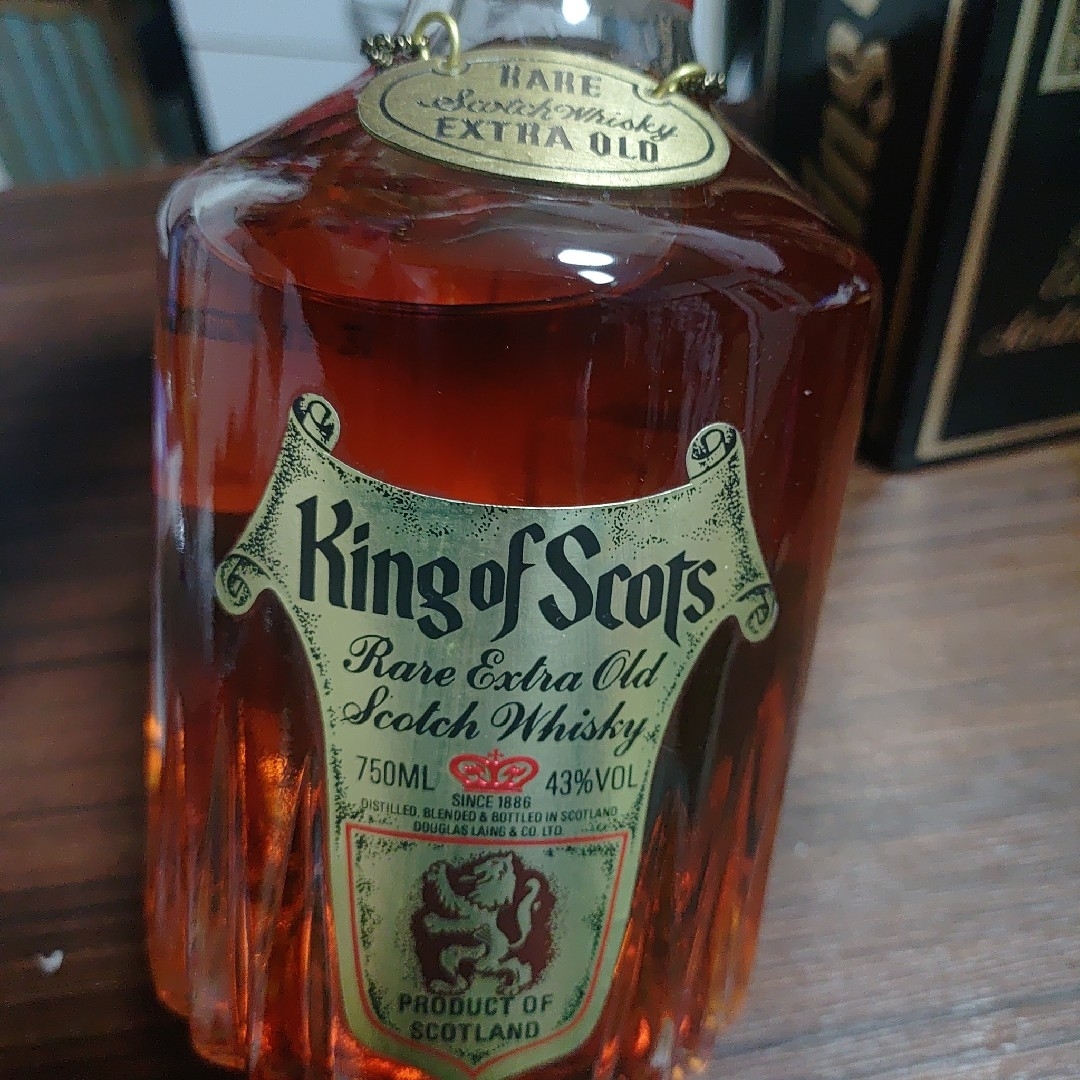 RARE
Scotch Whisky
EXTRA OLD
King of Scots
Rare Extra Old
Scotch Whisky
750ML 43%VOL
SINCE 1886
DISTILLED, BLENDED & BOTTLED IN SCOTLAND
DOUGLAS LAING & CO. LTD.
PRODUCT OF
SCOTLAND